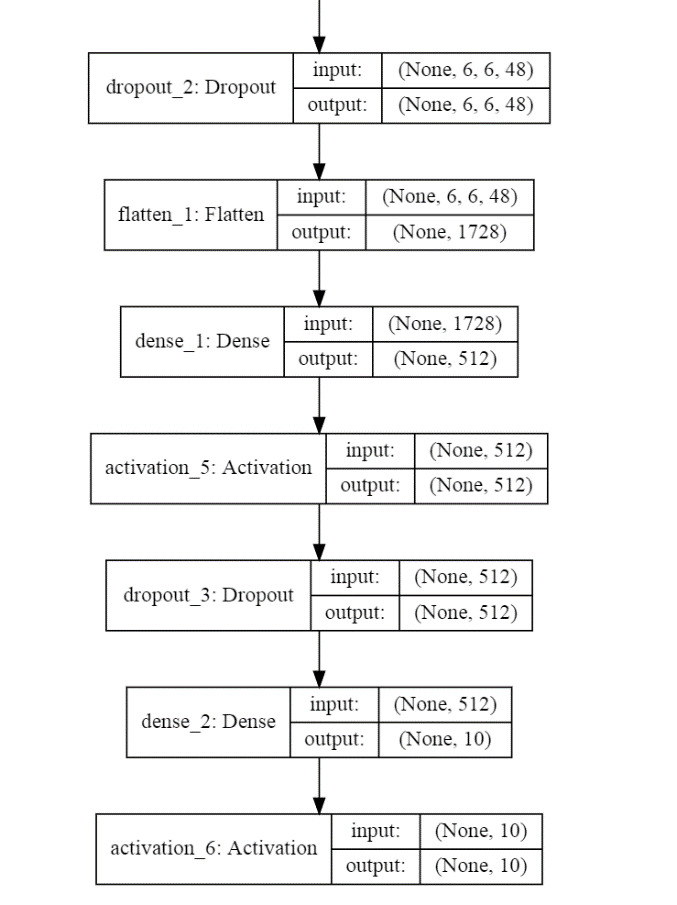 dropout_2: Dropout
input: (None, 6, 6, 48)
output: (None, 6, 6, 48)
flatten_1: Flatten
input: (None, 6, 6, 48)
output: (None, 1728)
dense_1: Dense
input: (None, 1728)
output: (None, 512)
activation_5: Activation
input: (None, 512)
output: (None, 512)
dropout_3: Dropout
input: (None, 512)
output: (None, 512)
dense_2: Dense
input: (None, 512)
output: (None, 10)
activation_6: Activation
input: (None, 10)
output: (None, 10)